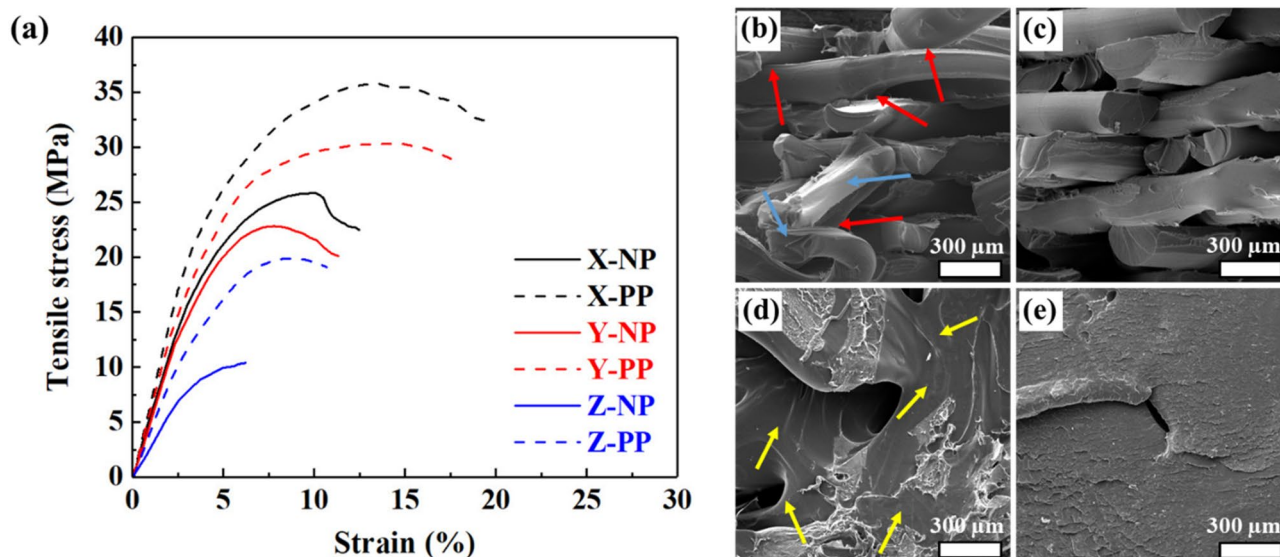 (a)
40
35
30
25
20
15
10
5
0
Tensile stress (MPa)
X-NP
X-PP
Y-NP
Y-PP
Z-NP
Z-PP
0 5 10 15 20 25 30
Strain (%)
(b)
300 µm
(c)
300 µm
(d)
300 µm
(e)
300 µm